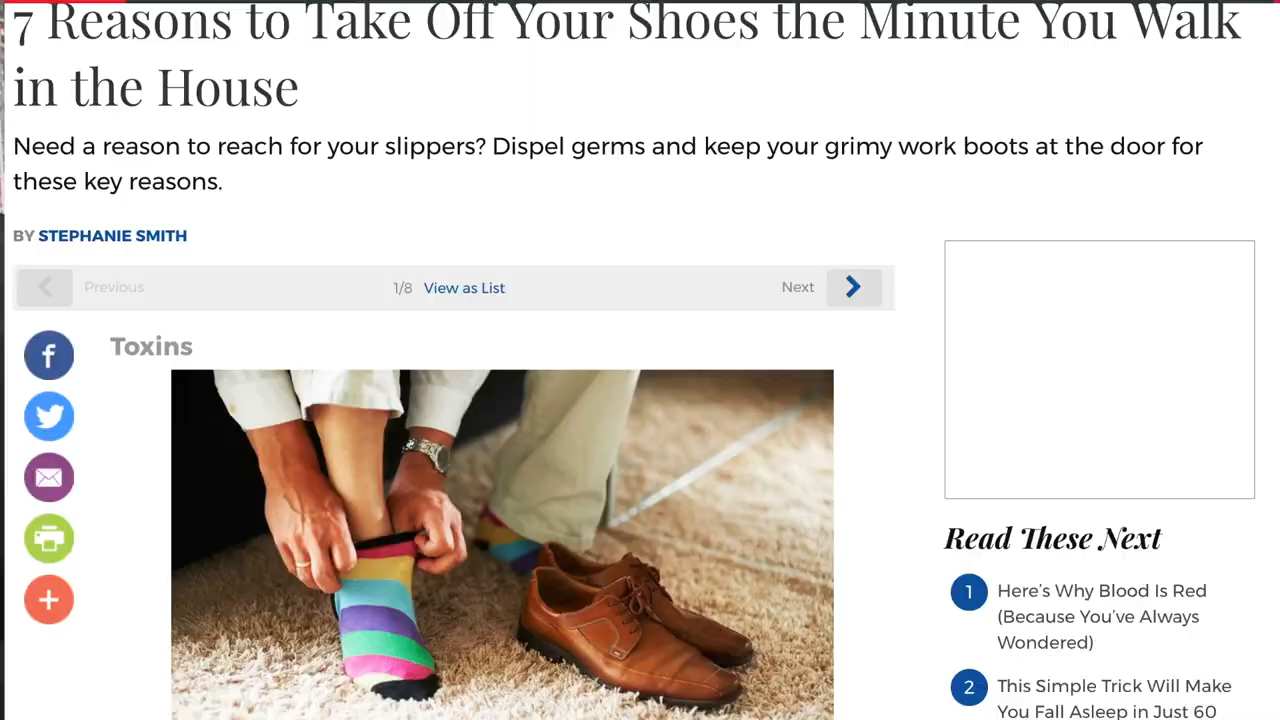 7 Reasons to Take Off Your Shoes the Minute You Walk
in the House
Need a reason to reach for your slippers? Dispel germs and keep your grimy work boots at the door for
these key reasons.
BY STEPHANIE SMITH
Previous
1/8 View as List
Next
Toxins
Read These Next
1 Here's Why Blood Is Red
(Because You've Always
Wondered)
2 This Simple Trick Will Make
You Fall Asleep in Just 60